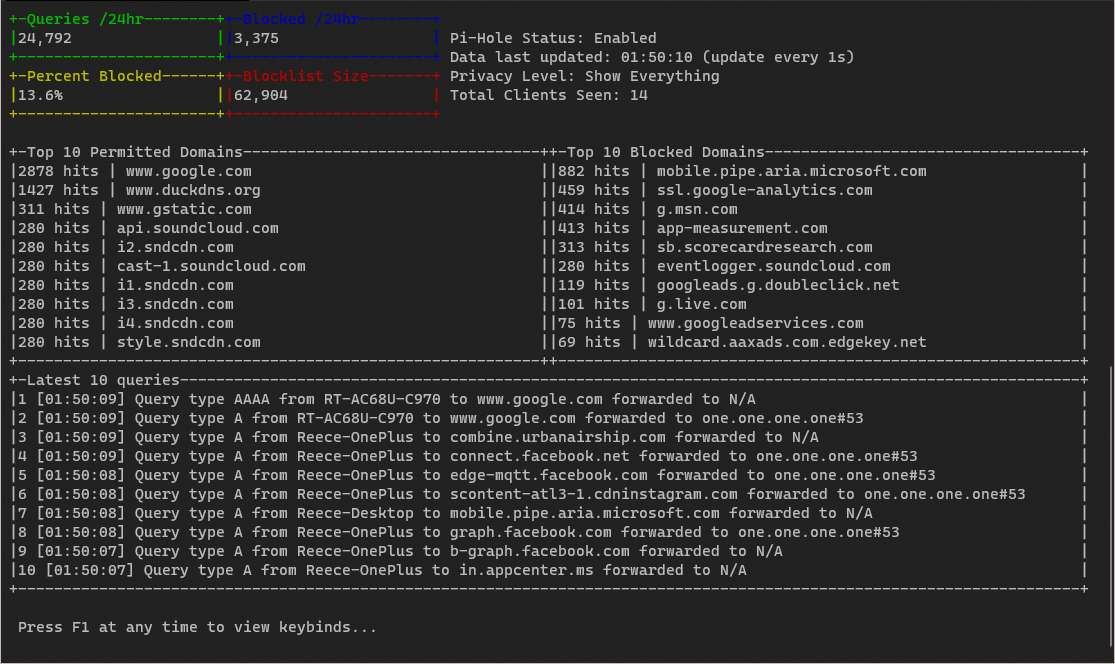 +-Queries /24hr--------++-Blocked /24hr--------+
|24,792                ||3,375                 | Pi-Hole Status: Enabled
+----------------------++----------------------+ Data last updated: 01:50:10 (update every 1s)
+-Percent Blocked------++-Blocklist Size-------+ Privacy Level: Show Everything
|13.6%                 ||62,904                | Total Clients Seen: 14
+----------------------++----------------------+
+-Top 10 Permitted Domains---------------------------------++-Top 10 Blocked Domains-----------------------------------+
|2878 hits | www.google.com                                ||882 hits | mobile.pipe.aria.microsoft.com                 |
|1427 hits | www.duckdns.org                               ||459 hits | ssl.google-analytics.com                       |
|311 hits | www.gstatic.com                                ||414 hits | g.msn.com                                      |
|280 hits | api.soundcloud.com                             ||413 hits | app-measurement.com                            |
|280 hits | i2.sndcdn.com                                  ||313 hits | sb.scorecardresearch.com                       |
|280 hits | cast-1.soundcloud.com                          ||280 hits | eventlogger.soundcloud.com                     |
|280 hits | i1.sndcdn.com                                  ||119 hits | googleads.g.doubleclick.net                    |
|280 hits | i3.sndcdn.com                                  ||101 hits | g.live.com                                     |
|280 hits | i4.sndcdn.com                                  ||75 hits | www.googleadservices.com                        |
|280 hits | style.sndcdn.com                               ||69 hits | wildcard.aaxads.com.edgekey.net                 |
+----------------------------------------------------------++----------------------------------------------------------+
+-Latest 10 queries----------------------------------------------------------------------------------------------------+
|1 [01:50:09] Query type AAAA from RT-AC68U-C970 to www.google.com forwarded to N/A                                    |
|2 [01:50:09] Query type A from RT-AC68U-C970 to www.google.com forwarded to one.one.one.one#53                        |
|3 [01:50:09] Query type A from Reece-OnePlus to combine.urbanairship.com forwarded to N/A                             |
|4 [01:50:09] Query type A from Reece-OnePlus to connect.facebook.net forwarded to one.one.one.one#53                  |
|5 [01:50:08] Query type A from Reece-OnePlus to edge-mqtt.facebook.com forwarded to one.one.one.one#53                |
|6 [01:50:08] Query type A from Reece-OnePlus to scontent-atl3-1.cdninstagram.com forwarded to one.one.one.one#53      |
|7 [01:50:08] Query type A from Reece-Desktop to mobile.pipe.aria.microsoft.com forwarded to N/A                       |
|8 [01:50:08] Query type A from Reece-OnePlus to graph.facebook.com forwarded to one.one.one.one#53                    |
|9 [01:50:07] Query type A from Reece-OnePlus to b-graph.facebook.com forwarded to N/A                                 |
|10 [01:50:07] Query type A from Reece-OnePlus to in.appcenter.ms forwarded to N/A                                     |
+----------------------------------------------------------------------------------------------------------------------+
Press F1 at any time to view keybinds...